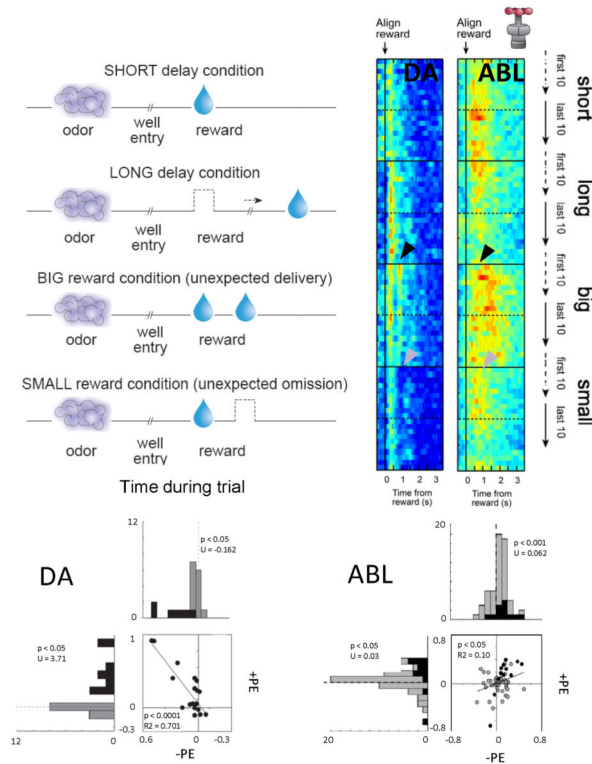 SHORT delay condition
odor
well
entry
reward
LONG delay condition
odor
well
entry
reward
BIG reward condition (unexpected delivery)
odor
well
entry
reward
SMALL reward condition (unexpected omission)
odor
well
entry
reward
Time during trial
Align
reward
Align
reward
DA
ABL
first 10
last 10
first 10
last 10
first 10
last 10
first 10
last 10
short
long
big
small
0 1 2 3
0 1 2 3
Time from
reward (s)
Time from
reward (s)
DA
12
0
p < 0.05
U = -0.162
p < 0.05
U = 3.71
12
0
1
0
-0.3
p < 0.0001
R2 = 0.701
0.6
0
-0.3
-PE
+PE
ABL
18
0
p < 0.001
U = 0.062
p < 0.05
U = 0.03
20
0
0.8
0
-0.8
p < 0.05
R2 = 0.10
-0.8
0
0.8
-PE
+PE